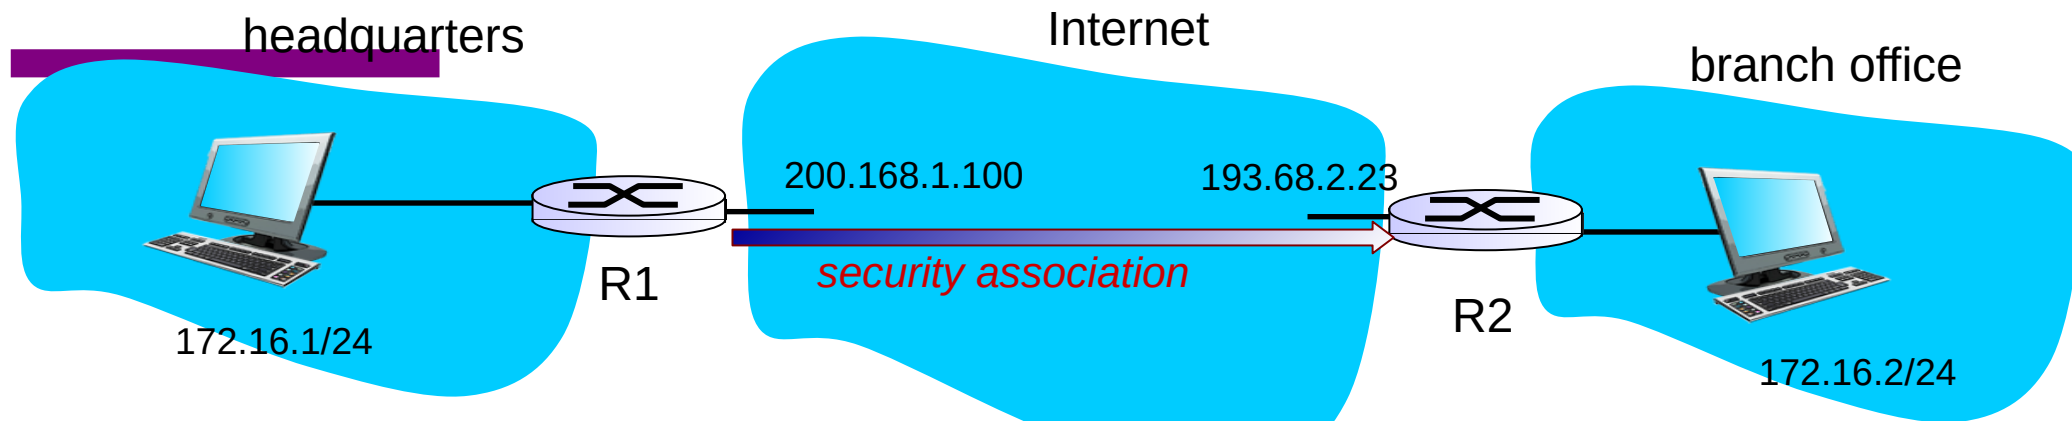 headquarters
Internet
branch office
200.168.1.100
193.68.2.23
security association
R1
R2
172.16.1/24
172.16.2/24